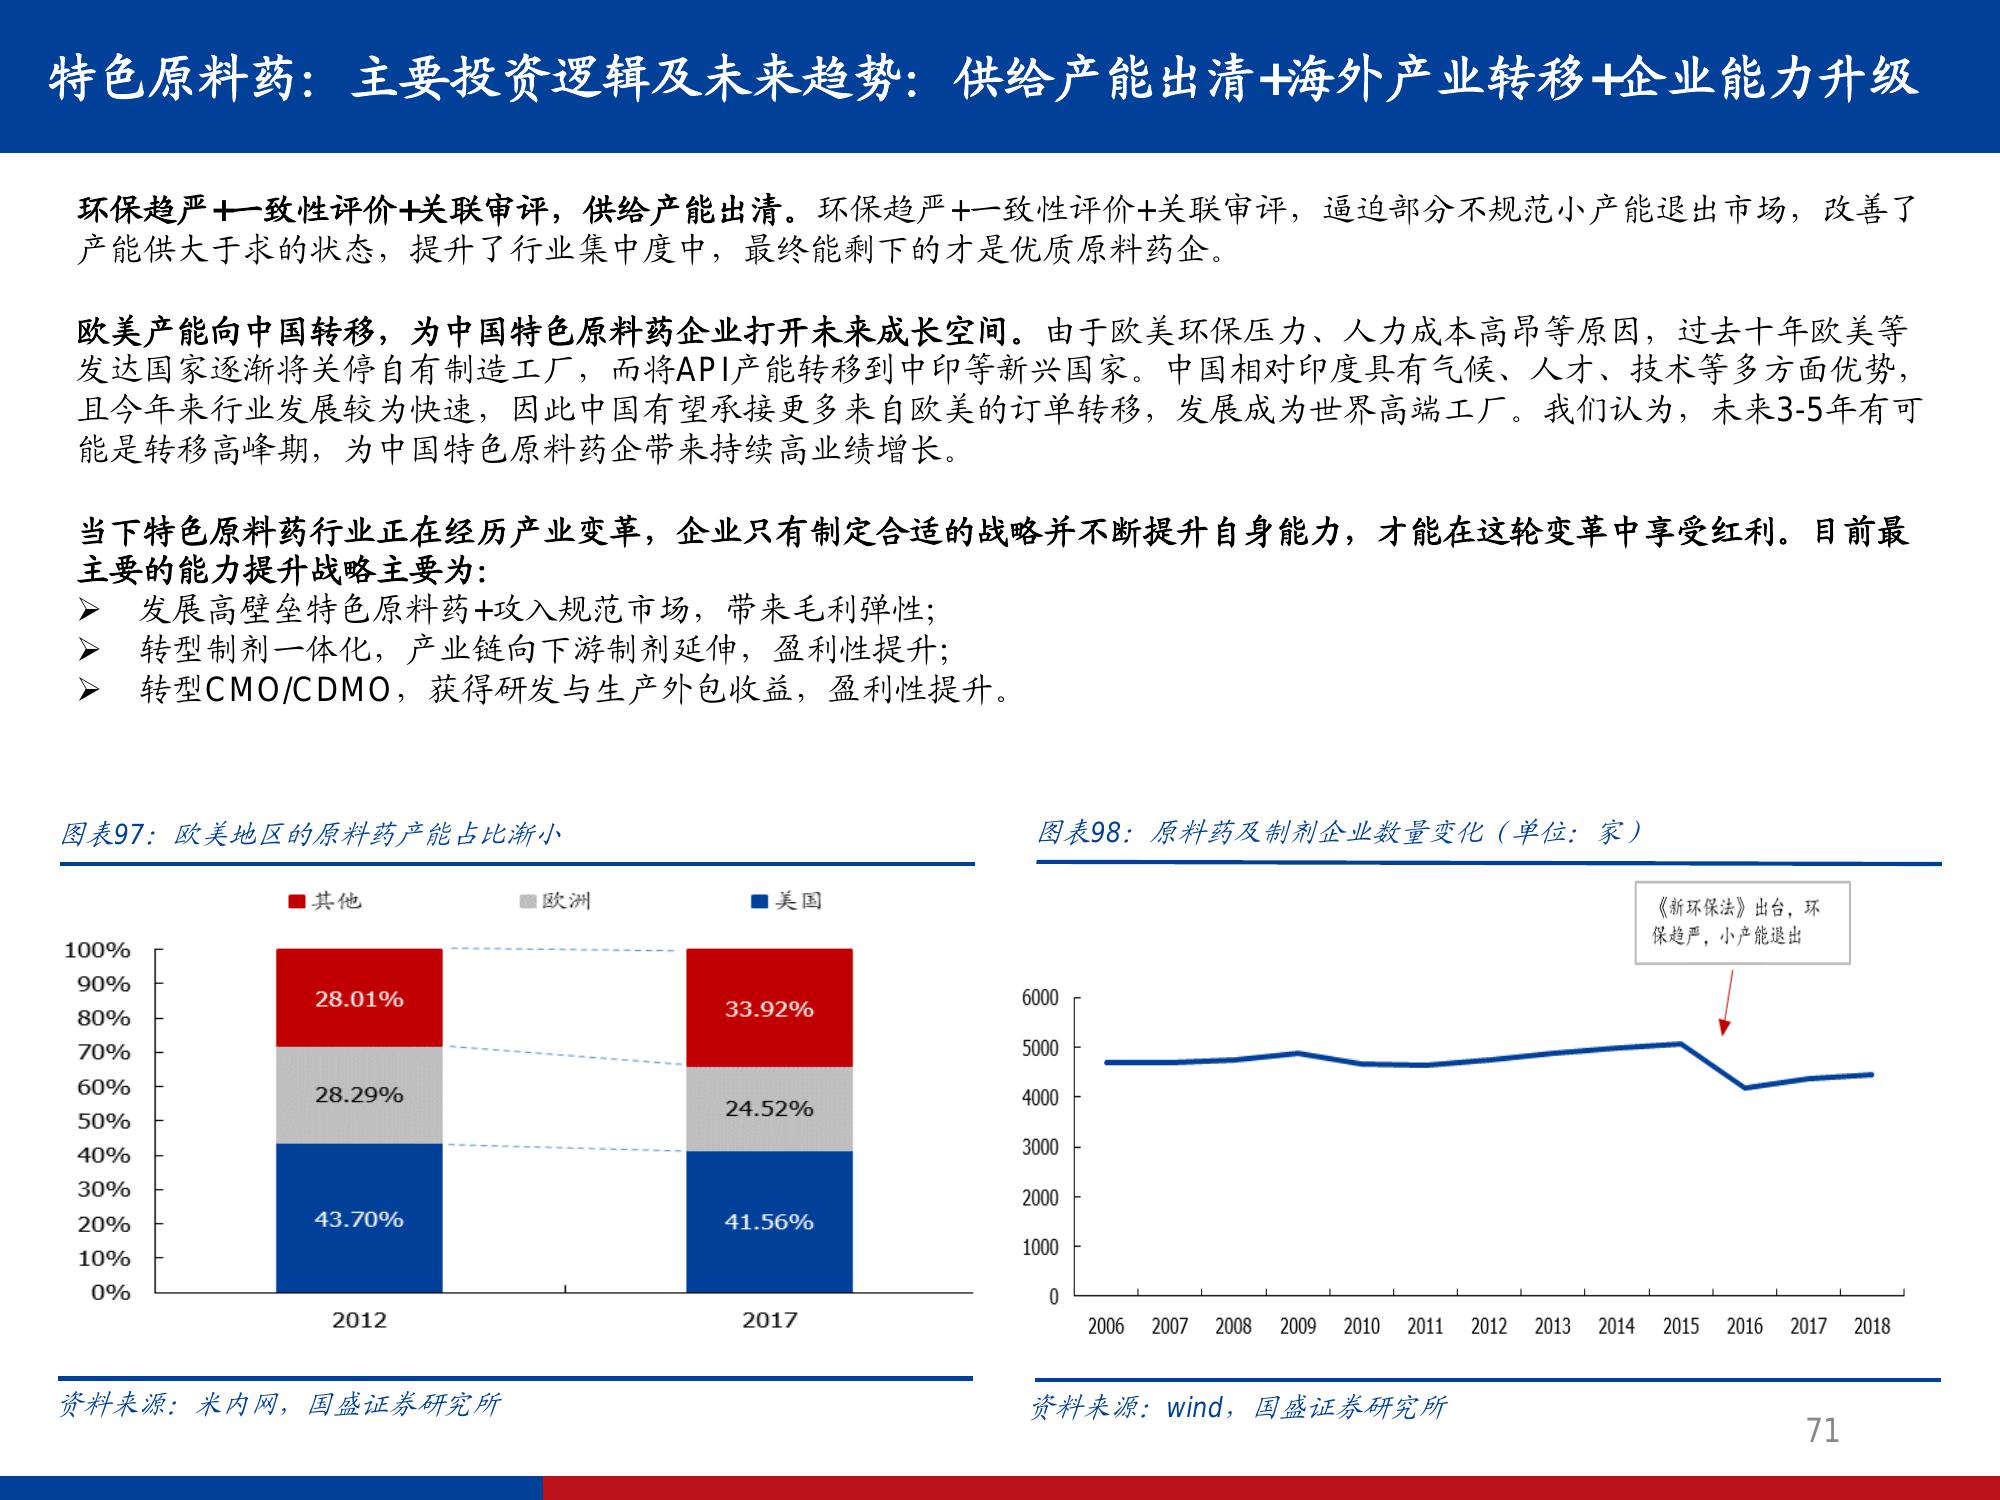 特色原料药：主要投资逻辑及未来趋势：供给产能出清+海外产业转移+企业能力升级
环保趋严+一致性评价+关联审评，供给产能出清。环保趋严+一致性评价+关联审评，逼迫部分不规范小产能退出市场，改善了
产能供大于求的状态，提升了行业集中度中，最终能剩下的才是优质原料药企。
欧美产能向中国转移，为中国特色原料药企业打开未来成长空间。由于欧美环保压力、人力成本高昂等原因，过去十年欧美等
发达国家逐渐将关停自有制造工厂，而将API产能转移到中印等新兴国家。中国相对印度具有气候、人才、技术等多方面优势，
且今年来行业发展较为快速，因此中国有望承接更多来自欧美的订单转移，发展成为世界高端工厂。我们认为，未来3-5年有可
能是转移高峰期，为中国特色原料药企带来持续高业绩增长。
当下特色原料药行业正在经历产业变革，企业只有制定合适的战略并不断提升自身能力，才能在这轮变革中享受红利。目前最
主要的能力提升战略主要为：
➢ 发展高壁垒特色原料药+攻入规范市场，带来毛利弹性；
➢ 转型制剂一体化，产业链向下游制剂延伸，盈利性提升；
➢ 转型CMO/CDMO，获得研发与生产外包收益，盈利性提升。
图表97：欧美地区的原料药产能占比渐小
其他 欧洲 美国
100%
90%
80%
70%
60%
50%
40%
30%
20%
10%
0%
28.01%
28.29%
43.70%
33.92%
24.52%
41.56%
2012 2017
资料来源：米内网，国盛证券研究所
图表98：原料药及制剂企业数量变化（单位：家）
《新环保法》出台，环
保趋严，小产能退出
6000
5000
4000
3000
2000
1000
0
2006 2007 2008 2009 2010 2011 2012 2013 2014 2015 2016 2017 2018
资料来源：wind，国盛证券研究所
71